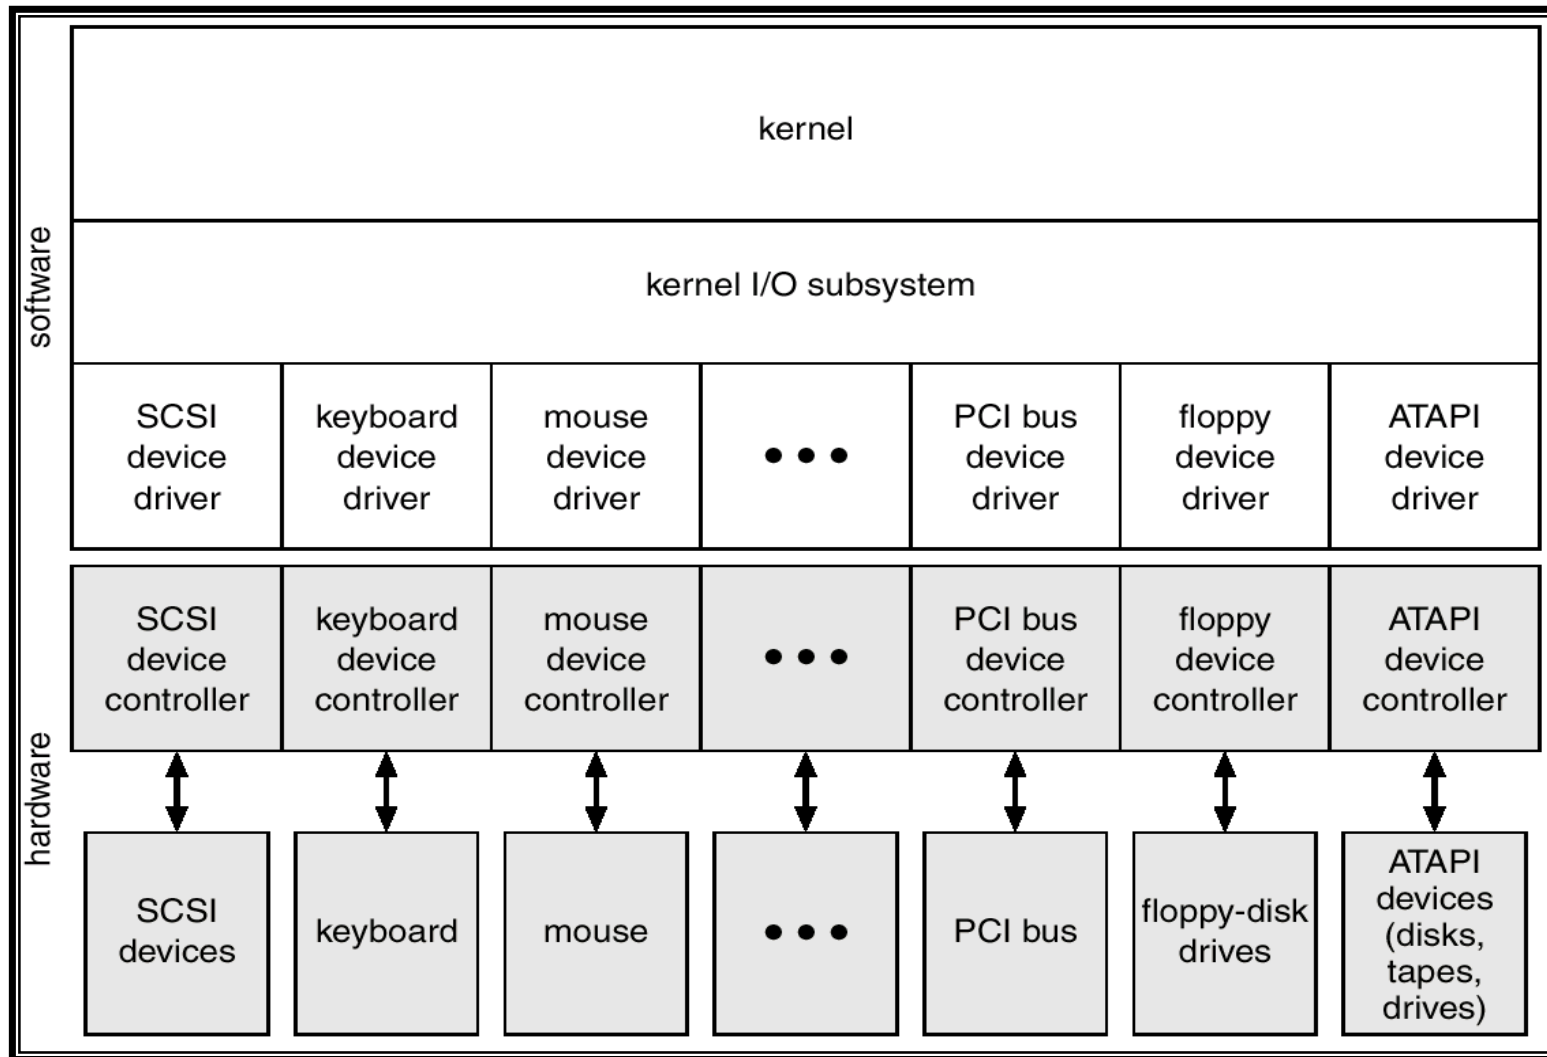 kernel
software
kernel I/O subsystem
SCSI
device
driver
keyboard
device
driver
mouse
device
driver
•••
PCI bus
device
driver
floppy
device
driver
ATAPI
device
driver
hardware
SCSI
device
controller
keyboard
device
controller
mouse
device
controller
•••
PCI bus
device
controller
floppy
device
controller
ATAPI
device
controller
SCSI
devices
keyboard
mouse
•••
PCI bus
floppy-disk
drives
ATAPI
devices
(disks,
tapes,
drives)